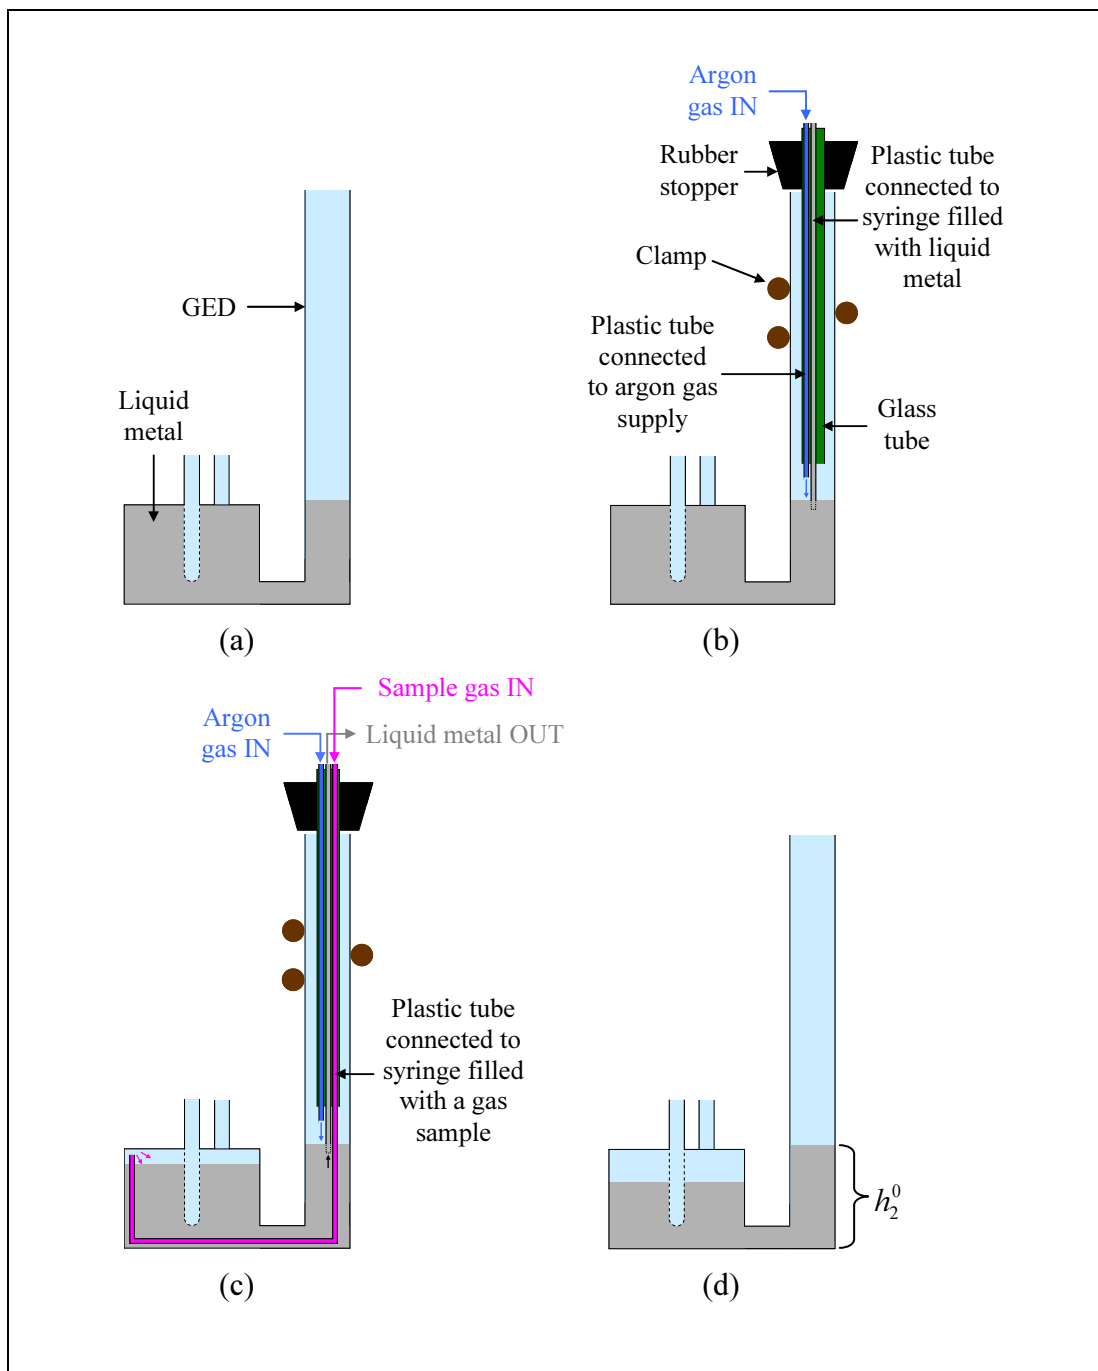 GED
Liquid
metal
(a)
Argon
gas IN
Rubber
stopper
Plastic tube
connected to
syringe filled
with liquid
metal
Clamp
Plastic tube
connected
to argon gas
supply
Glass
tube
(b)
Sample gas IN
Argon
gas IN
Liquid metal OUT
Plastic tube
connected to
syringe filled
with a gas
sample
(c)
h₂⁰
(d)